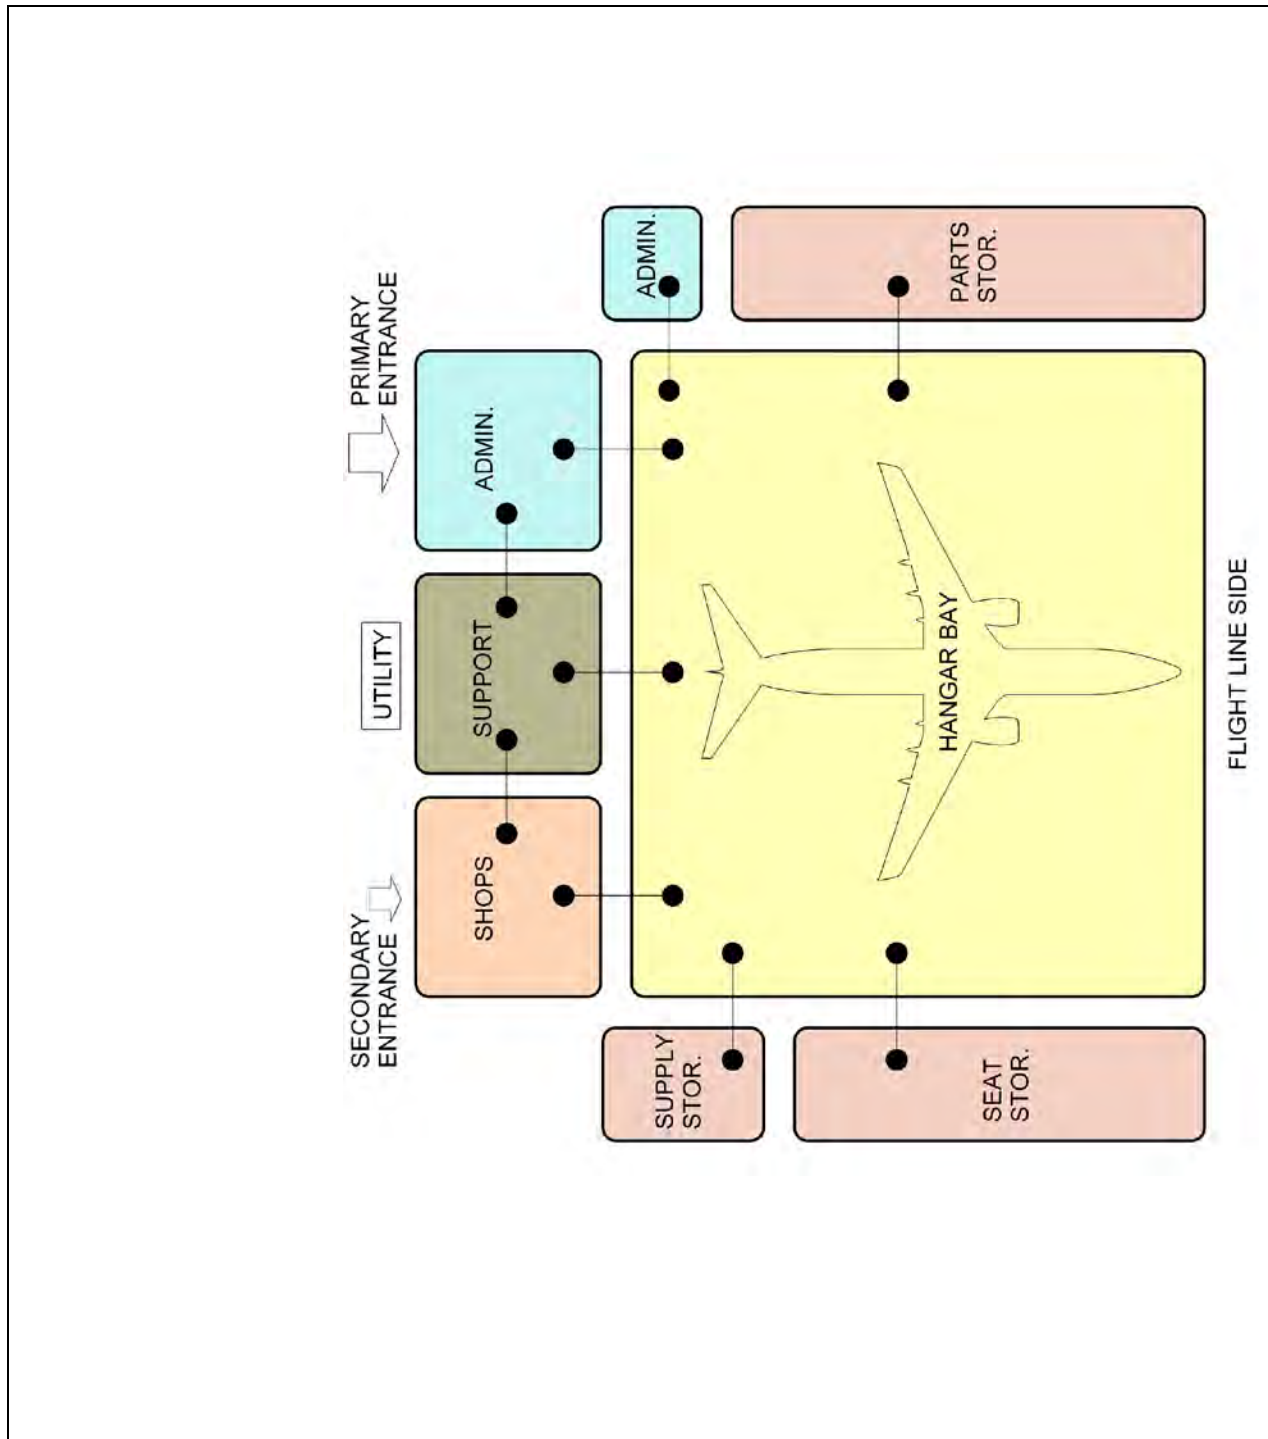 SECONDARY
ENTRANCE
UTILITY
PRIMARY
ENTRANCE
SHOPS
SUPPORT
ADMIN.
SUPPLY
STOR.
ADMIN.
SEAT
STOR.
HANGAR BAY
PARTS
STOR.
FLIGHT LINE SIDE